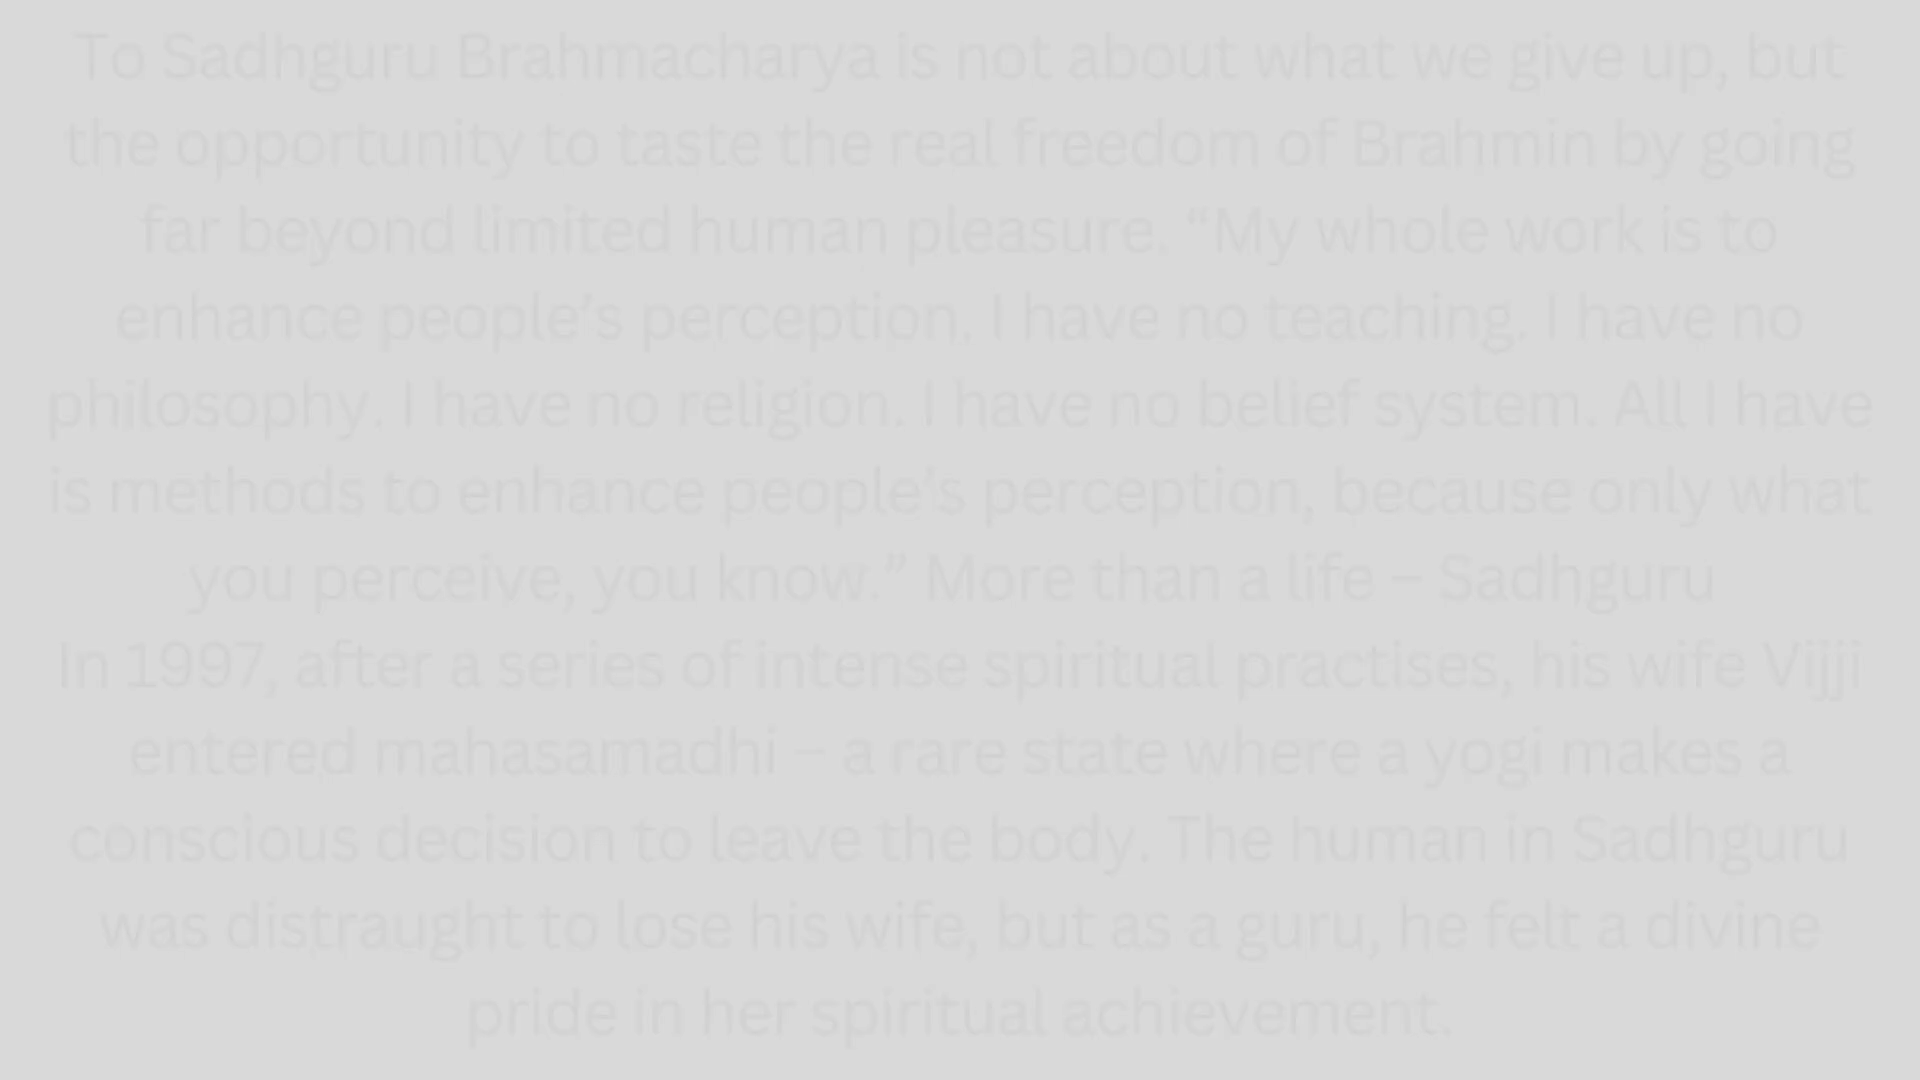 To Sadhguru Brahmacharya is not about what we give up, but
the opportunity to taste the real freedom of Brahmin by going
far beyond limited human pleasure. “My whole work is to
enhance people’s perception. I have no teaching. I have no
philosophy. I have no religion. I have no belief system. All I have
is methods to enhance people’s perception, because only what
you perceive, you know.” More than a life – Sadhguru
In 1997, after a series of intense spiritual practises, his wife Vijji
entered mahasamadhi – a rare state where a yogi makes a
conscious decision to leave the body. The human in Sadhguru
was distraught to lose his wife, but as a guru, he felt a divine
pride in her spiritual achievement.